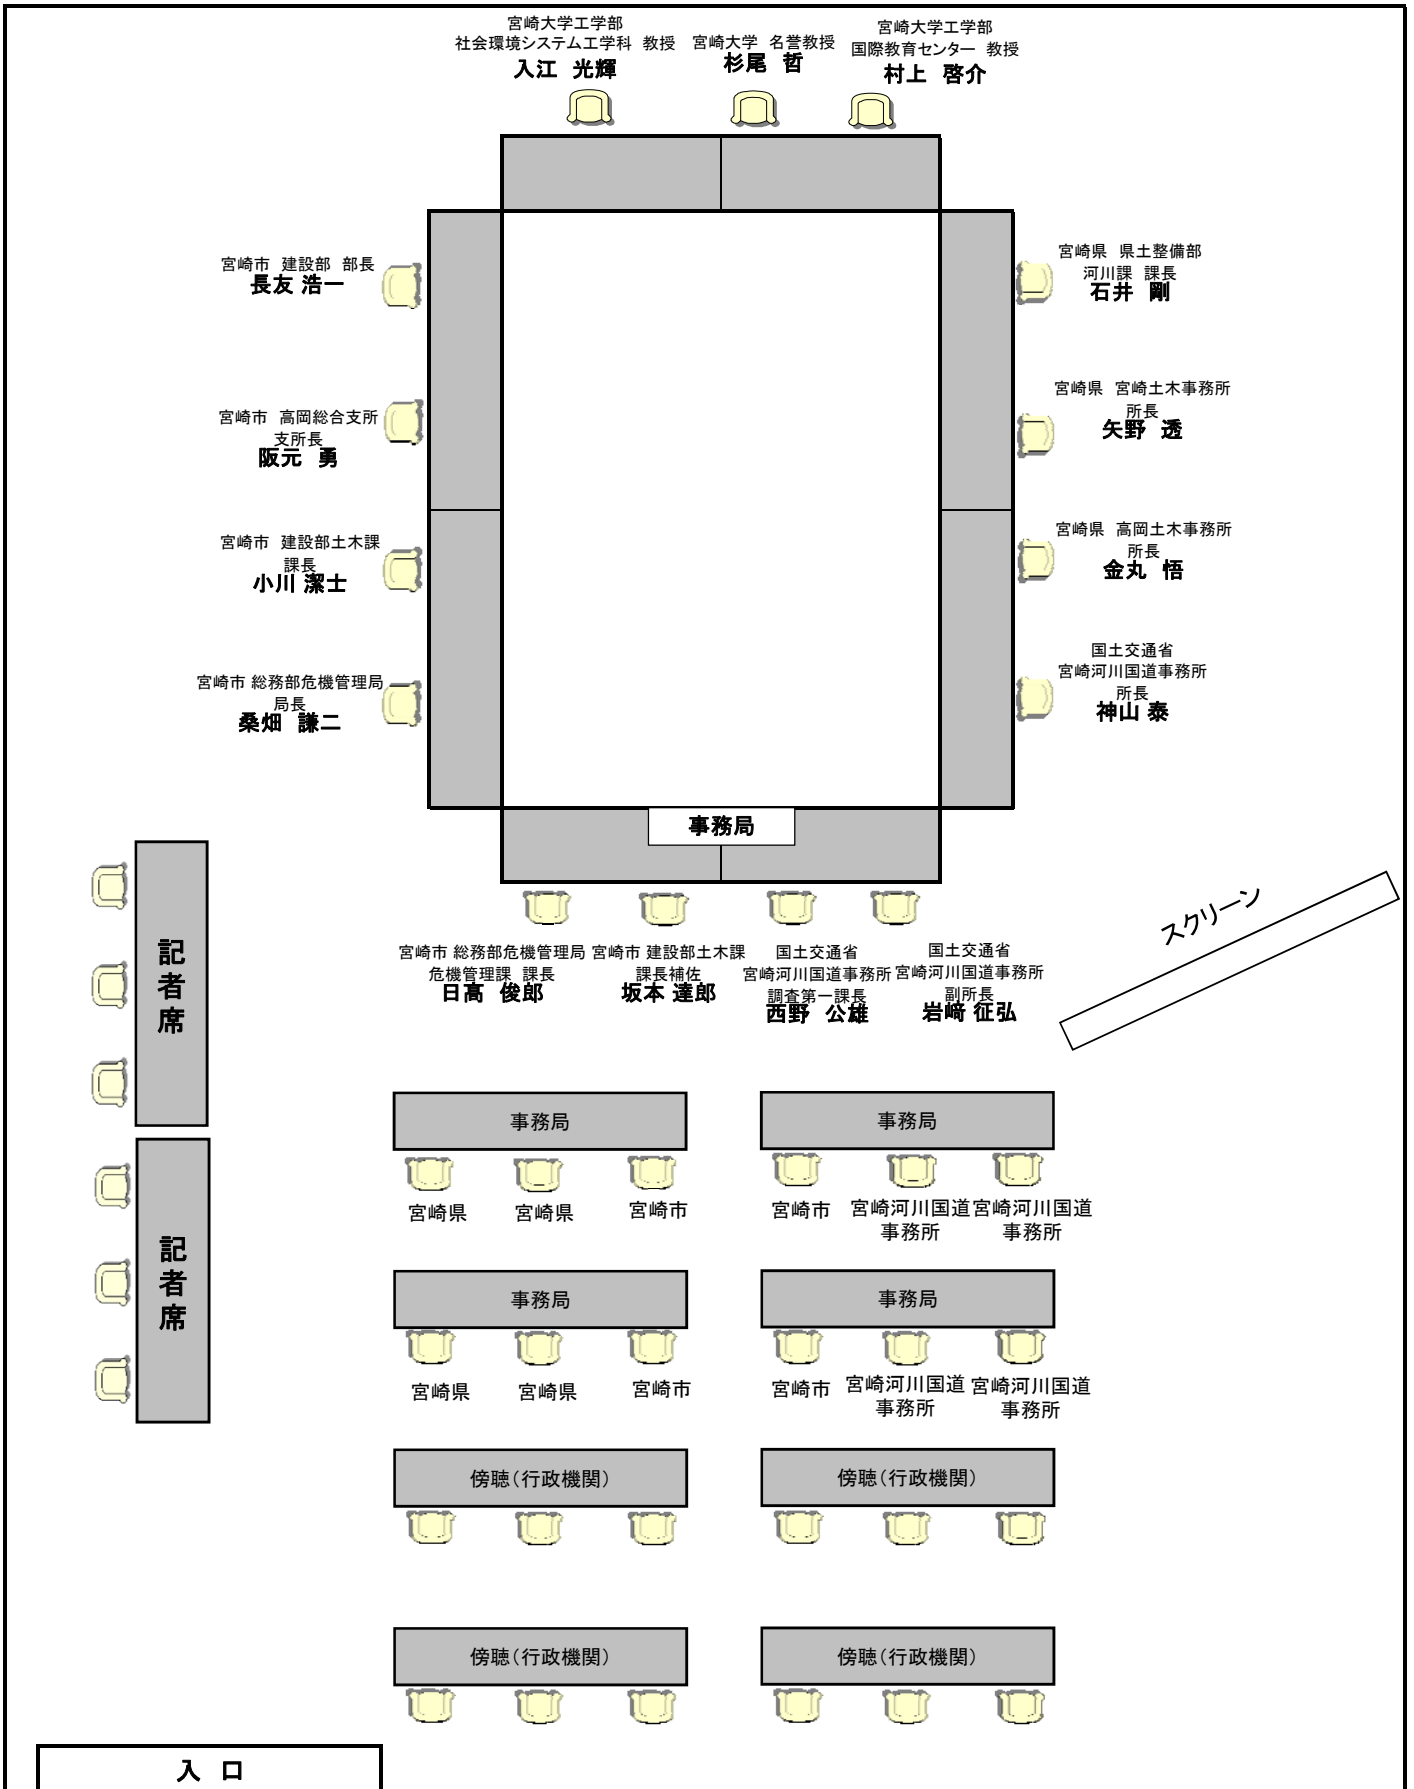 宮崎大学工学部
社会環境システム工学科　教授
入江　光輝
宮崎大学　名誉教授
杉尾　哲
宮崎大学工学部
国際教育センター　教授
村上　啓介
宮崎市　建設部　部長
長友 浩一
宮崎市　高岡総合支所
支所長
阪元　勇
宮崎市　建設部土木課
課長
小川 潔士
宮崎市 総務部危機管理局
局長
桑畑　謙二
宮崎県　県土整備部
河川課　課長
石井　剛
宮崎県　宮崎土木事務所
所長
矢野　透
宮崎県　高岡土木事務所
所長
金丸　悟
国土交通省
宮崎河川国道事務所
所長
神山 泰
事務局
宮崎市 総務部危機管理局
危機管理課　課長
日髙　俊郎
宮崎市 建設部土木課
課長補佐
坂本 達郎
国土交通省
宮崎河川国道事務所
調査第一課長
西野　公雄
国土交通省
宮崎河川国道事務所
副所長
岩﨑 征弘
スクリーン
記者席
記者席
事務局
事務局
宮崎県
宮崎県
宮崎市
宮崎市
宮崎河川国道
事務所
宮崎河川国道
事務所
事務局
事務局
宮崎県
宮崎県
宮崎市
宮崎市
宮崎河川国道
事務所
宮崎河川国道
事務所
傍聴（行政機関）
傍聴（行政機関）
傍聴（行政機関）
傍聴（行政機関）
入　口